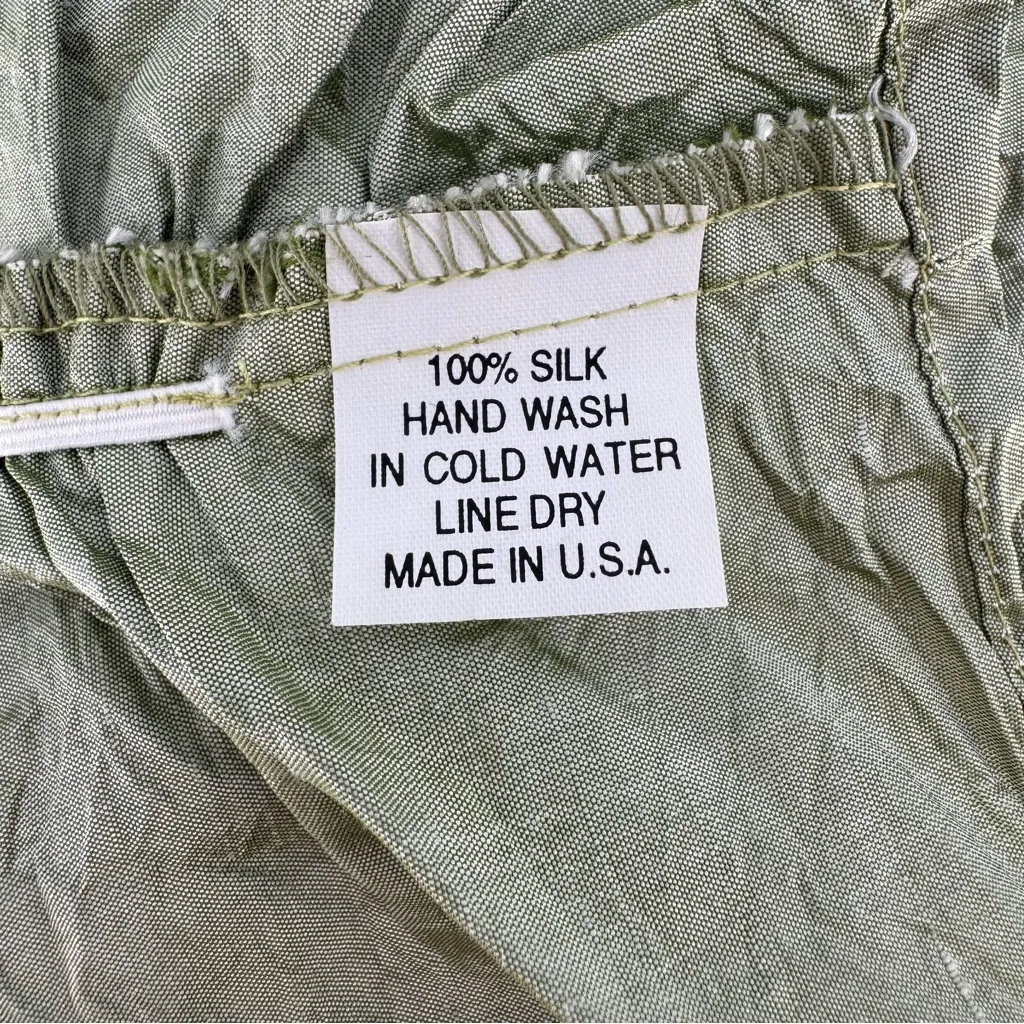 100% SILK
HAND WASH
IN COLD WATER
LINE DRY
MADE IN U.S.A.